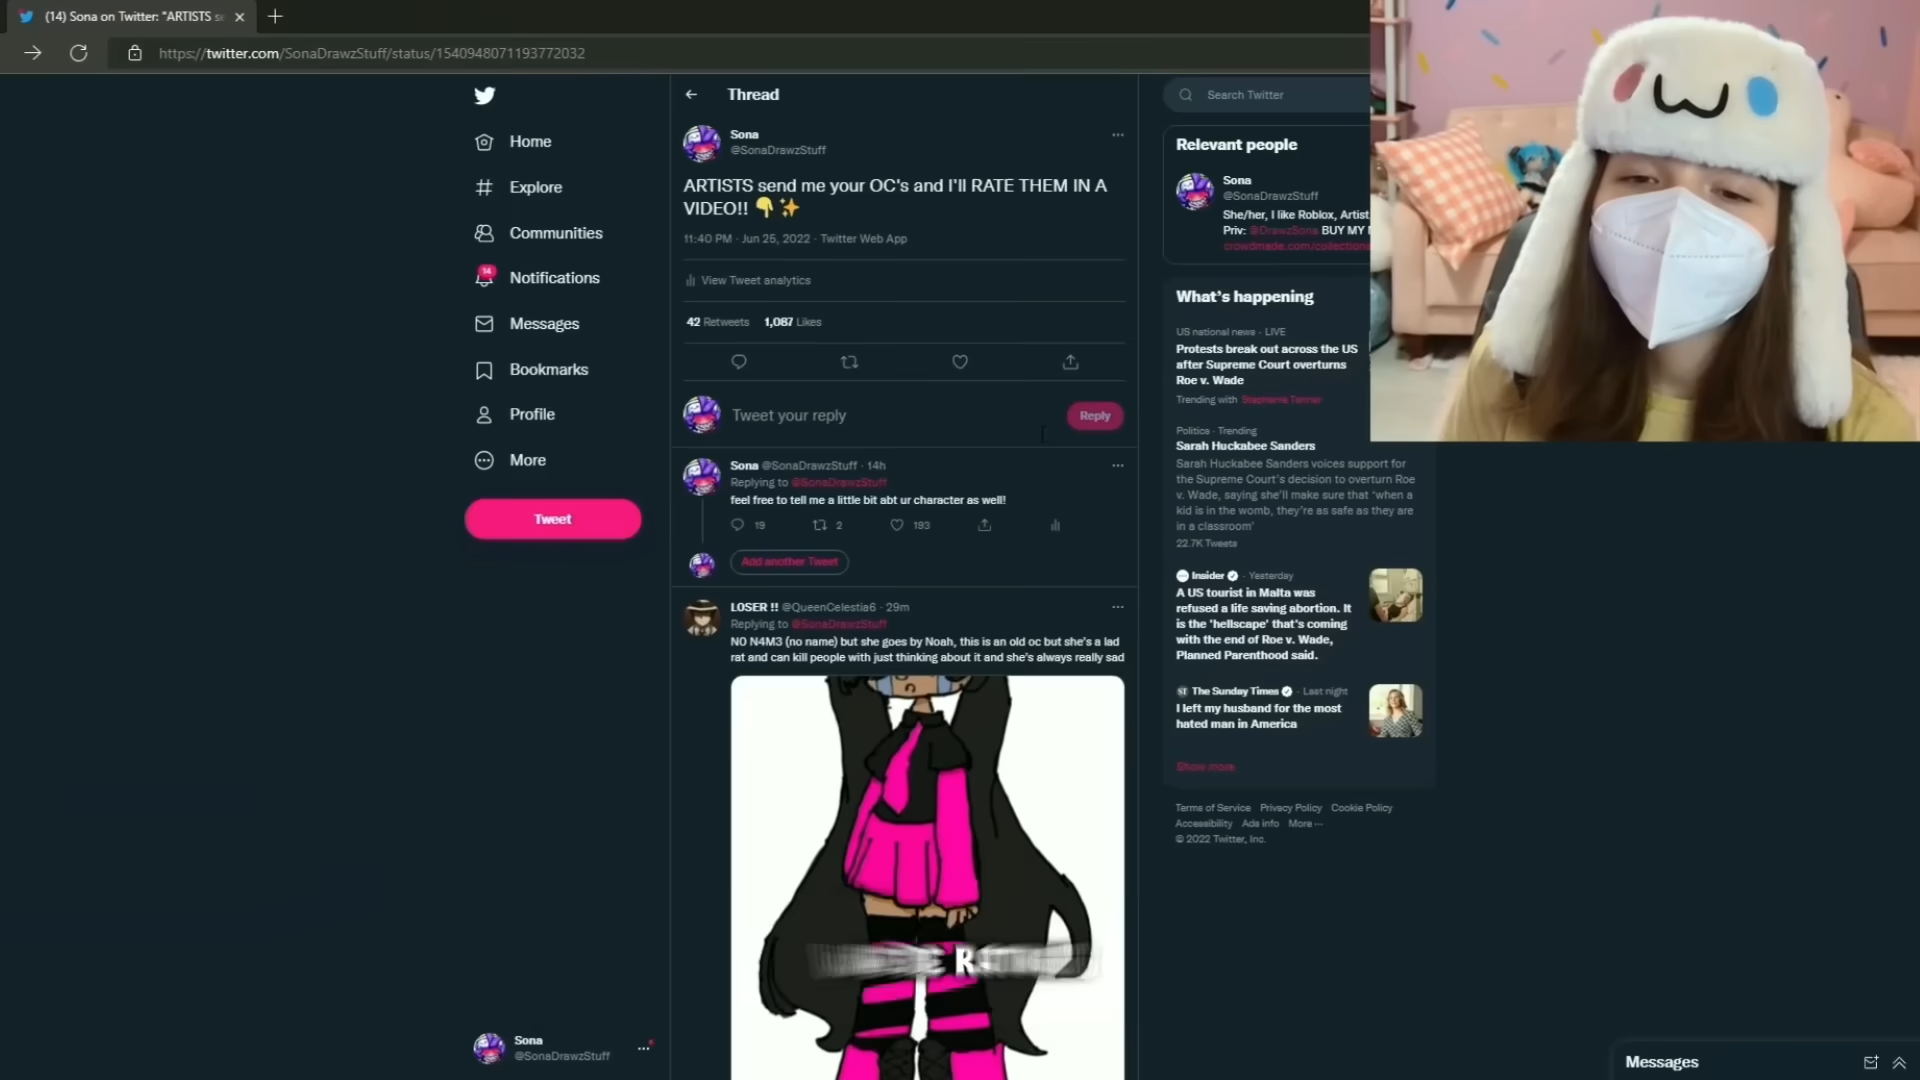 (14) Sona on Twitter: "ARTISTS s
https://twitter.com/SonaDrawzStuff/status/1540948071193772032
Home
Explore
Communities
14
Notifications
Messages
Bookmarks
Profile
More
Tweet
Sona
@SonaDrawzStuff
Thread
Sona
@SonaDrawzStuff
ARTISTS send me your OC's and I'll RATE THEM IN A
VIDEO!! 👇✨
11:40 PM · Jun 25, 2022 · Twitter Web App
View Tweet analytics
42 Retweets 1,087 Likes
Tweet your reply
Reply
Sona @SonaDrawzStuff · 14h
Replying to @SonaDrawzStuff
feel free to tell me a little bit abt ur character as well!
19 2 193
Add another Tweet
LOSER !! @QueenCelestia6 · 29m
Replying to @SonaDrawzStuff
NO N4M3 (no name) but she goes by Noah, this is an old oc but she's a lad
rat and can kill people with just thinking about it and she's always really sad
R
Search Twitter
Relevant people
Sona
@SonaDrawzStuff
She/her, I like Roblox, Artist
Priv: @DrawzSona BUY MY
crowdmade.com/collections
What's happening
US national news · LIVE
Protests break out across the US
after Supreme Court overturns
Roe v. Wade
Trending with
Politics · Trending
Sarah Huckabee Sanders
Sarah Huckabee Sanders voices support for
the Supreme Court's decision to overturn Roe
v. Wade, saying she'll make sure that 'when a
kid is in the womb, they're as safe as they are
in a classroom'
22.7K Tweets
Insider · Yesterday
A US tourist in Malta was
refused a life saving abortion. It
is the 'hellscape' that's coming
with the end of Roe v. Wade,
Planned Parenthood said.
ST The Sunday Times · Last night
I left my husband for the most
hated man in America
Show more
Terms of Service Privacy Policy Cookie Policy
Accessibility Ads info More ···
© 2022 Twitter, Inc.
Messages